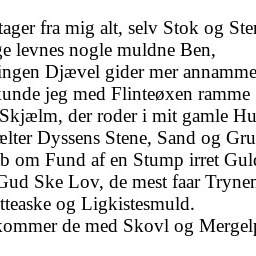 tager fra mig alt, selv Stok og Sten
ge levnes nogle muldne Ben,
ingen Djævel gider mer annamme
kunde jeg med Flinteøxen ramme
Skjælm, der roder i mit gamle Hu
ælter Dyssens Stene, Sand og Gru
b om Fund af en Stump irret Guld
Gud Ske Lov, de mest faar Trynen
tteaske og Ligkistesmuld.
kommer de med Skovl og Mergelp